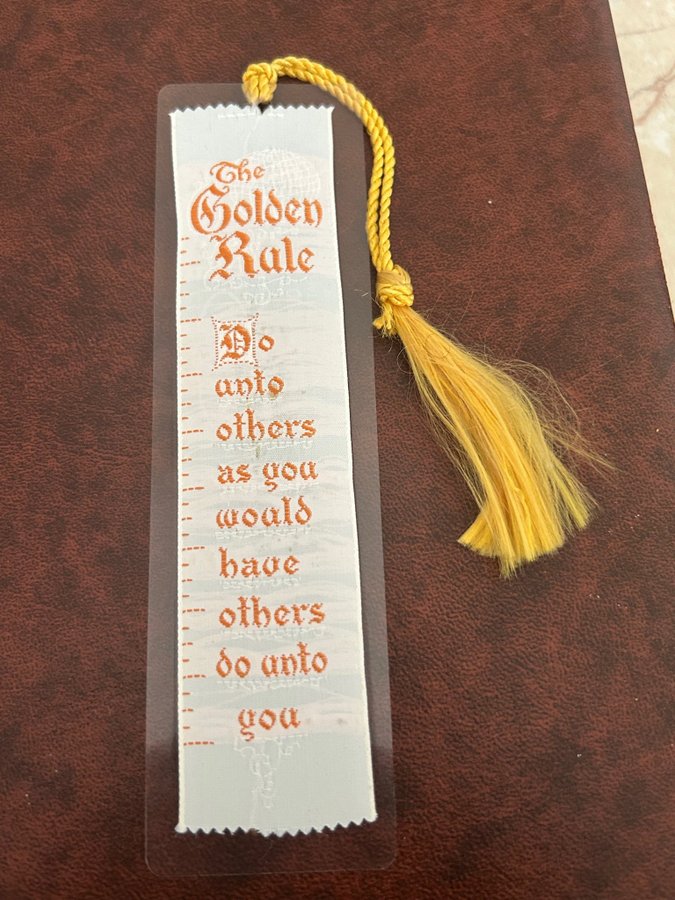 The
Golden
Rule
Do
unto
others
as you
would
have
others
do unto
you